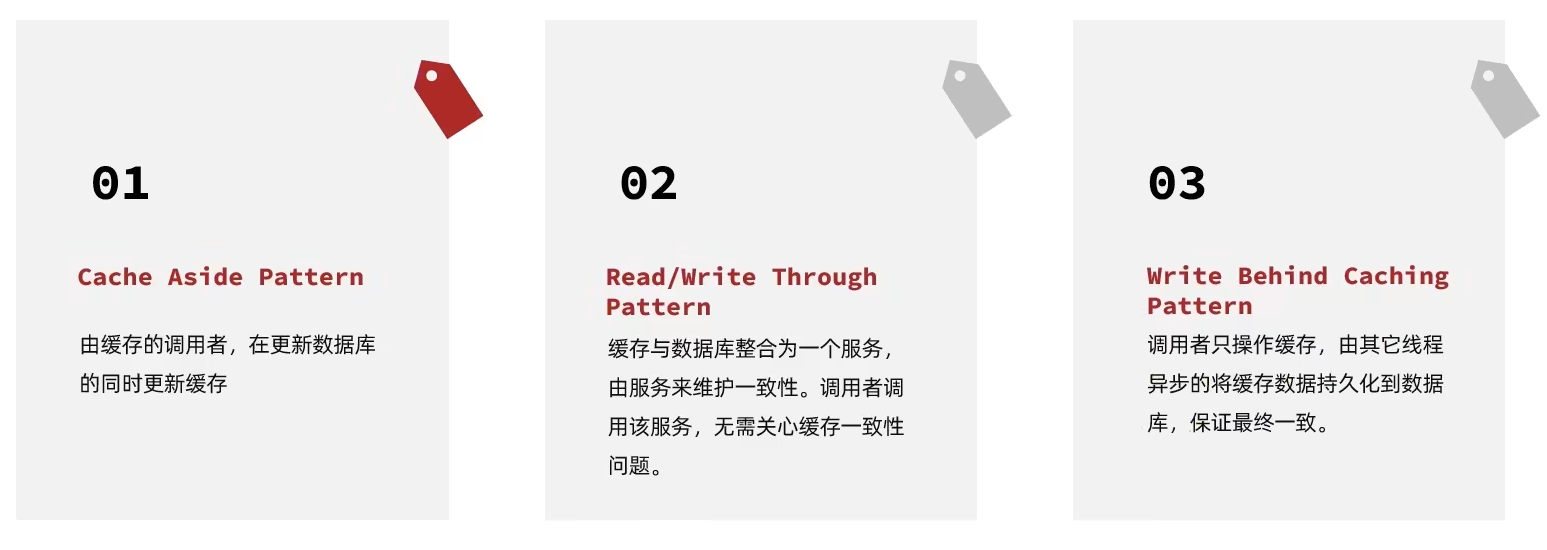 01
Cache Aside Pattern
由缓存的调用者，在更新数据库
的同时更新缓存
02
Read/Write Through
Pattern
缓存与数据库整合为一个服务，
由服务来维护一致性。调用者调
用该服务，无需关心缓存一致性
问题。
03
Write Behind Caching
Pattern
调用者只操作缓存，由其它线程
异步的将缓存数据持久化到数据
库，保证最终一致。